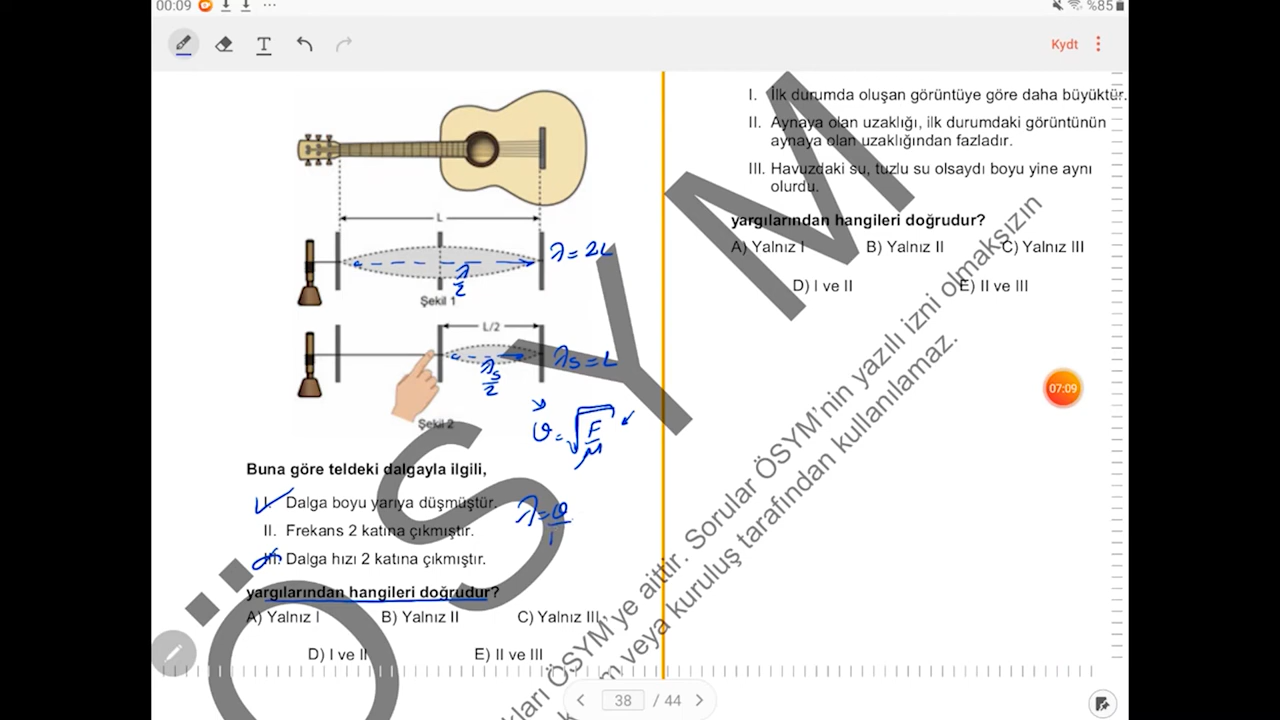 00:09
%85
T
Kydt
L
λ = 2L
λ/2
Şekil 1
L/2
λs = L
λs/2
Şekil 2
ϑ = √F/μ
Buna göre teldeki dalgayla ilgili,
I. Dalga boyu yarıya düşmüştür.
λ = ϑ
II. Frekans 2 katına çıkmıştır.
III. Dalga hızı 2 katına çıkmıştır.
yargılarından hangileri doğrudur?
A) Yalnız I B) Yalnız II C) Yalnız III
D) I ve II E) II ve III
I. İlk durumda oluşan görüntüye göre daha büyüktür.
II. Aynaya olan uzaklığı, ilk durumdaki görüntünün
aynaya olan uzaklığından fazladır.
III. Havuzdaki su, tuzlu su olsaydı boyu yine aynı
olurdu.
yargılarından hangileri doğrudur?
A) Yalnız I B) Yalnız II C) Yalnız III
D) I ve II E) II ve III
07:09
ÖSYM
kları ÖSYM'ye aittir. Sorular ÖSYM'nin yazılı izni olmaksızın
m veya kuruluş tarafından kullanılamaz.
38 / 44